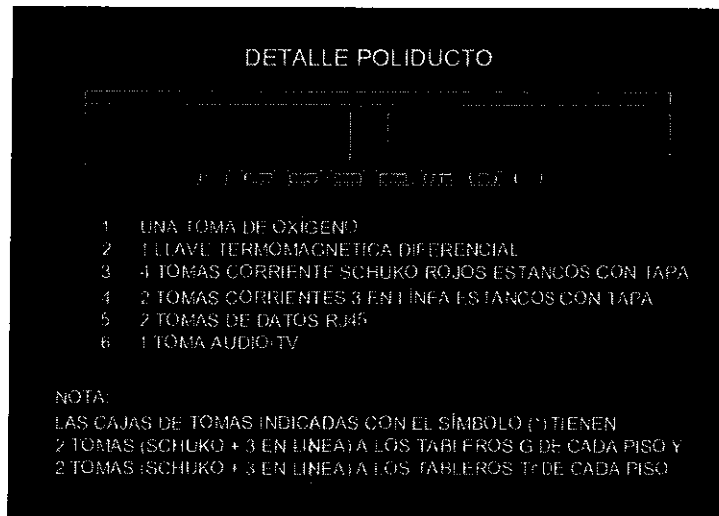 DETALLE POLIDUCTO
1 UNA TOMA DE OXÍGENO
2 1 LLAVE TERMOMAGNETICA DIFERENCIAL
3 4 TOMAS CORRIENTE SCHUKO ROJOS ESTANCOS CON TAPA
4 2 TOMAS CORRIENTES 3 EN LÍNEA ESTANCOS CON TAPA
5 2 TOMAS DE DATOS RJ45
6 1 TOMA AUDIO-TV
NOTA:
LAS CAJAS DE TOMAS INDICADAS CON EL SÍMBOLO (*) TIENEN
2 TOMAS (SCHUKO + 3 EN LINEA) A LOS TABLEROS G DE CADA PISO Y
2 TOMAS (SCHUKO + 3 EN LINEA) A LOS TABLEROS DE CADA PISO